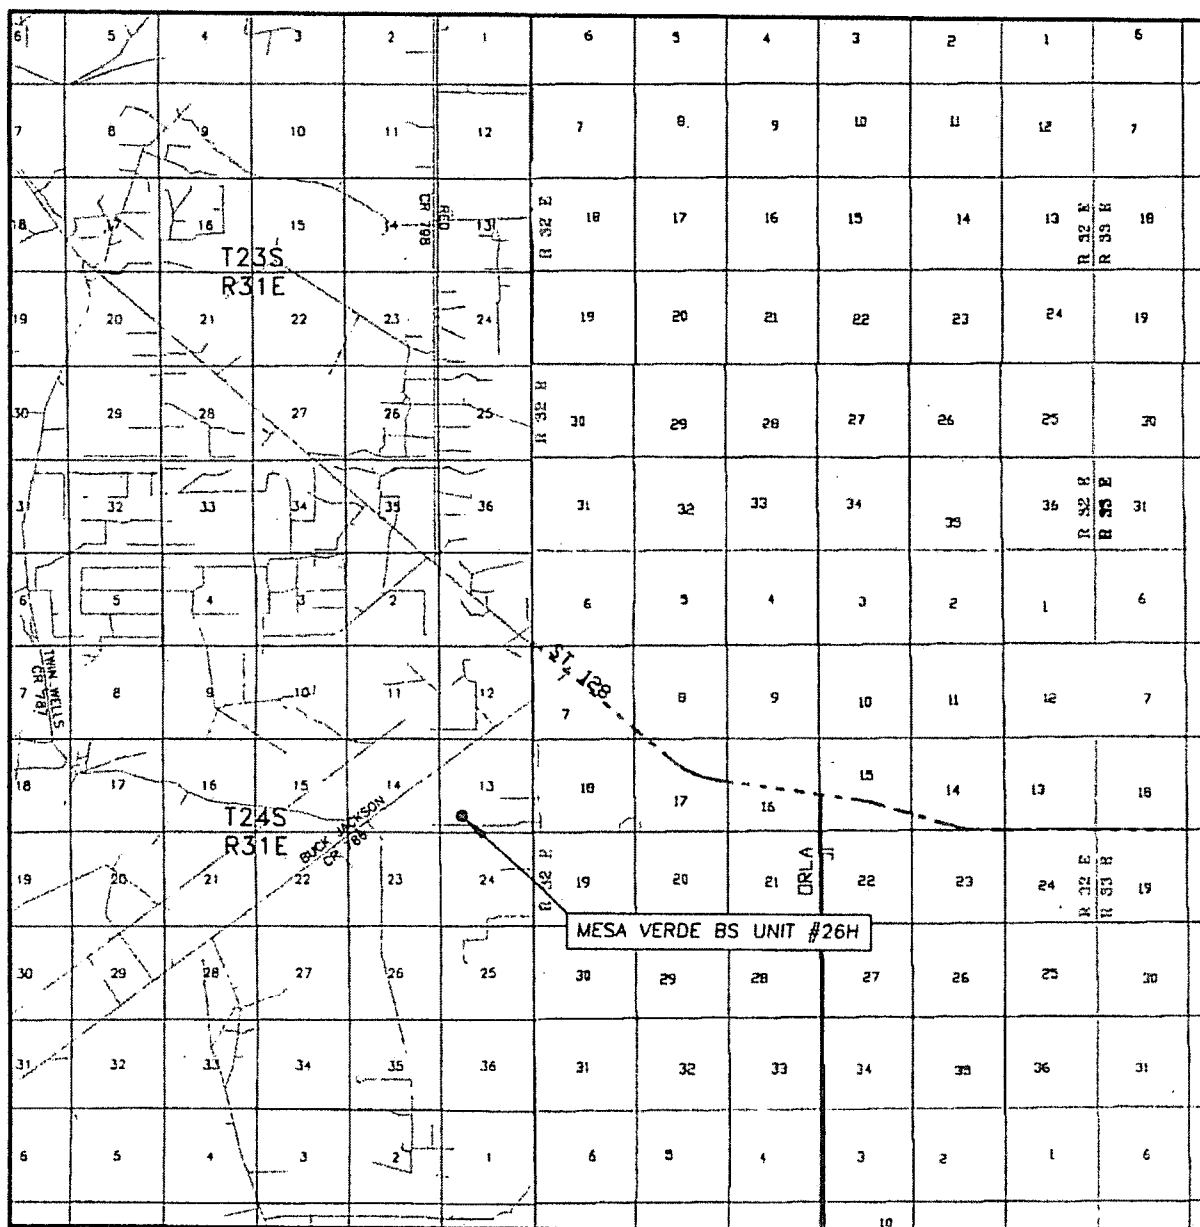 6 5 4 3 2 1 6 5 4 3 2 1 6
7 8 9 10 11 12 7 8 9 10 11 12 7
18 17 16 15 14 13 18 17 16 15 14 13 18
RED
CR 798
R 32 E
R 32 E
R 33 E
T23S
R31E
19 20 21 22 23 24 19 20 21 22 23 24 19
30 29 28 27 26 25 30 29 28 27 26 25 30
R 32 E
31 32 33 34 35 36 31 32 33 34 35 36 31
R 32 E
R 33 E
6 5 4 3 2 6 5 4 3 2 1 6
TWIN WELLS
CR 787
ST. 128
7 8 9 10 11 12 7 8 9 10 11 12 7
18 17 16 15 14 13 18 17 16 15 14 13 18
T24S
R31E
BUCK JACKSON
CR 786
19 20 21 22 23 24 19 20 21 22 23 24 19
R 32 E
ORLA
J1
R 32 E
R 33 E
MESA VERDE BS UNIT #26H
30 29 28 27 26 25 30 29 28 27 26 25 30
31 32 33 34 35 36 31 32 33 34 35 36 31
6 5 4 3 2 1 6 5 4 3 2 1 6
10